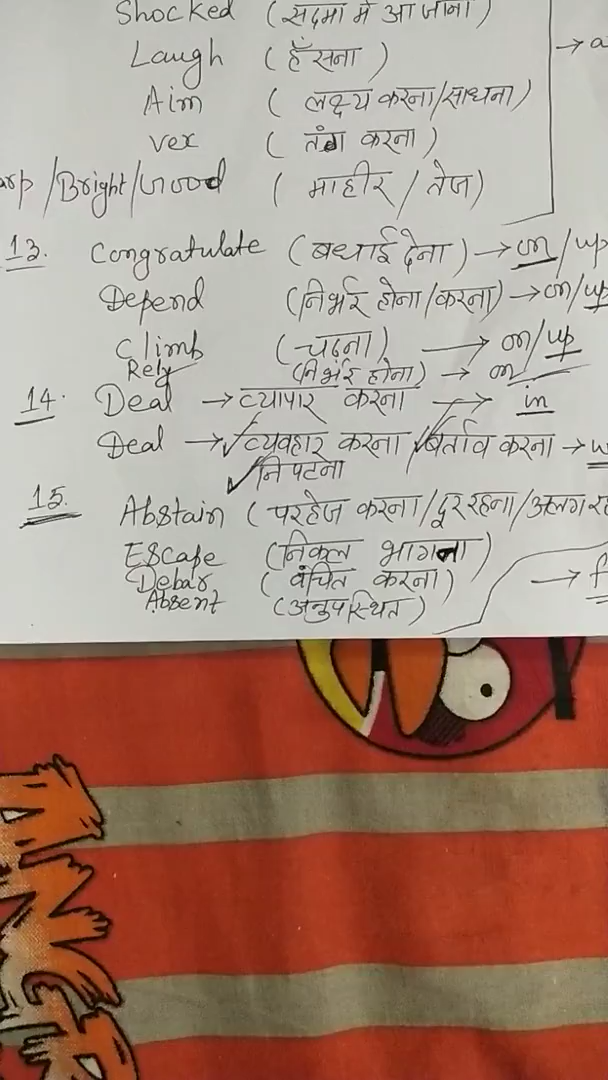 Shocked (सदमा में आ जाना)
Laugh (हँसना) → a
Aim (लक्ष्य करना/साधना)
Vex (तंग करना)
arp/Bright/Good (माहीर/तेज)
13. Congratulate (बधाई देना) → on/up
Depend (निर्भर होना/करना) → on/up
Climb (चढ़ना) → on/up
Rely (निर्भर होना) → on
14. Deal → व्यापार करना → in
Deal → व्यवहार करना/बर्ताव करना → w
निपटना
15. Abstain (परहेज करना/दूर रहना/अलग र
Escape (निकल भागना)
Debar (वंचित करना) → f
Absent (अनुपस्थित)